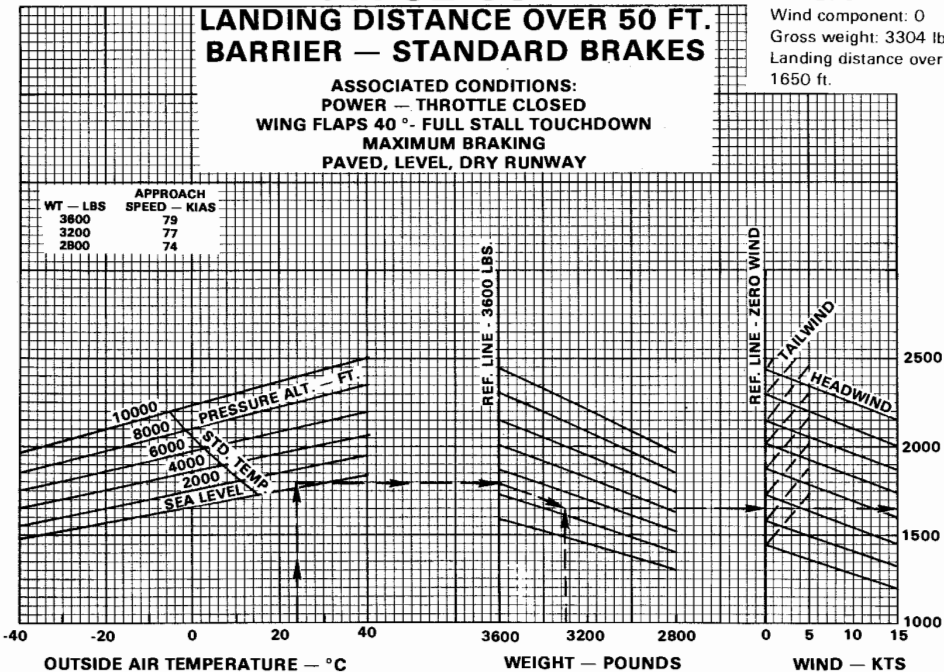 LANDING DISTANCE OVER 50 FT.
BARRIER — STANDARD BRAKES
ASSOCIATED CONDITIONS:
POWER — THROTTLE CLOSED
WING FLAPS 40°- FULL STALL TOUCHDOWN
MAXIMUM BRAKING
PAVED, LEVEL, DRY RUNWAY
Wind component: 0
Gross weight: 3304 lb
Landing distance over
1650 ft.
WT — LBS APPROACH SPEED — KIAS
3600 79
3200 77
2800 74
REF. LINE - 3600 LBS.
REF. LINE - ZERO WIND
TAILWIND
HEADWIND
PRESSURE ALT. — FT.
10000
8000
6000
4000
2000
SEA LEVEL
STD. TEMP.
2500
2000
1500
1000
-40 -20 0 20 40 3600 3200 2800 0 5 10 15
OUTSIDE AIR TEMPERATURE — °C WEIGHT — POUNDS WIND — KTS